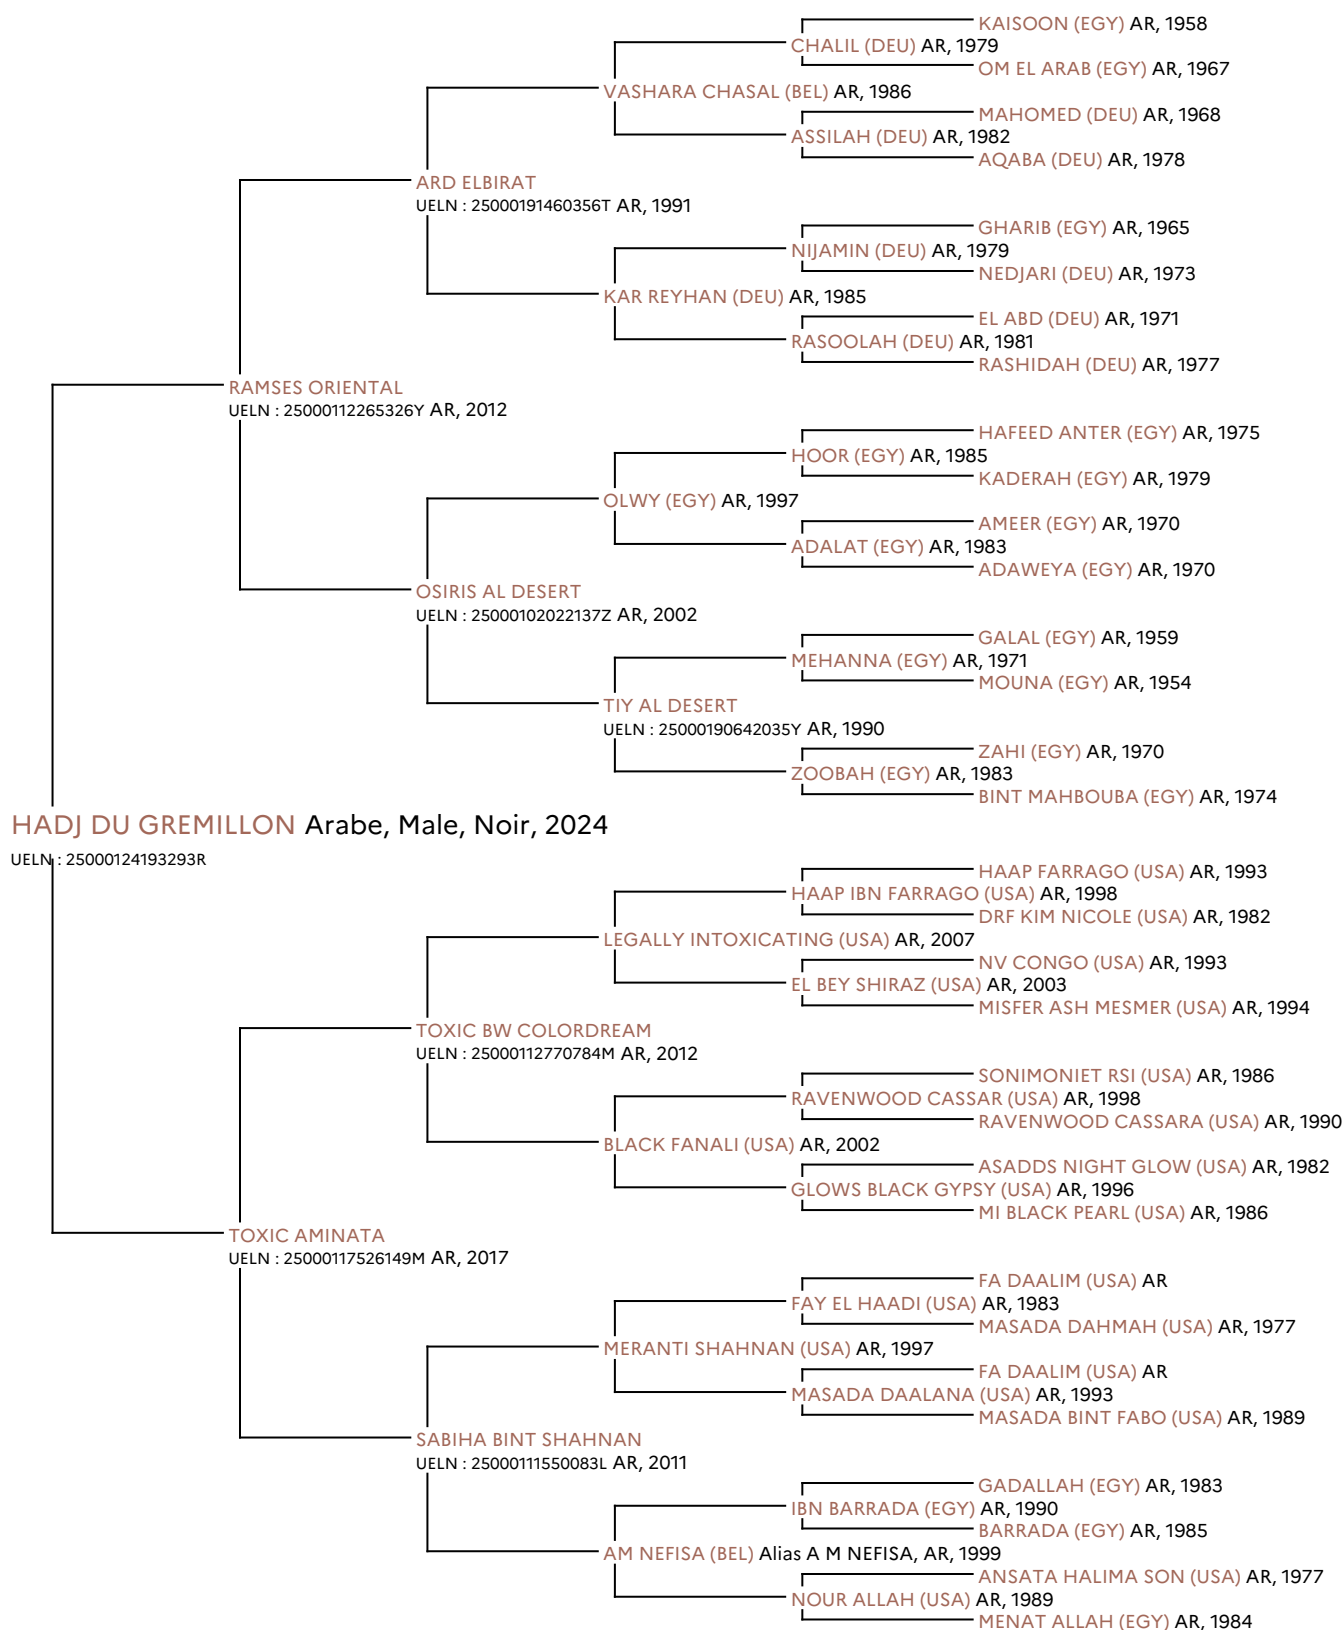 KAISOON (EGY) AR, 1958
CHALIL (DEU) AR, 1979
OM EL ARAB (EGY) AR, 1967
VASHARA CHASAL (BEL) AR, 1986
MAHOMED (DEU) AR, 1968
ASSILAH (DEU) AR, 1982
AQABA (DEU) AR, 1978
ARD ELBIRAT
UELN : 25000191460356T AR, 1991
GHARIB (EGY) AR, 1965
NIJAMIN (DEU) AR, 1979
NEDJARI (DEU) AR, 1973
KAR REYHAN (DEU) AR, 1985
EL ABD (DEU) AR, 1971
RASOOLAH (DEU) AR, 1981
RASHIDAH (DEU) AR, 1977
RAMSES ORIENTAL
UELN : 25000112265326Y AR, 2012
HAFEED ANTER (EGY) AR, 1975
HOOR (EGY) AR, 1985
KADERAH (EGY) AR, 1979
OLWY (EGY) AR, 1997
AMEER (EGY) AR, 1970
ADALAT (EGY) AR, 1983
ADAWEYA (EGY) AR, 1970
OSIRIS AL DESERT
UELN : 25000102022137Z AR, 2002
GALAL (EGY) AR, 1959
MEHANNA (EGY) AR, 1971
MOUNA (EGY) AR, 1954
TIY AL DESERT
UELN : 25000190642035Y AR, 1990
ZAHI (EGY) AR, 1970
ZOOBAH (EGY) AR, 1983
BINT MAHBOUBA (EGY) AR, 1974
HADJ DU GREMILLON Arabe, Male, Noir, 2024
UELN : 25000124193293R
HAAP FARRAGO (USA) AR, 1993
HAAP IBN FARRAGO (USA) AR, 1998
DRF KIM NICOLE (USA) AR, 1982
LEGALLY INTOXICATING (USA) AR, 2007
NV CONGO (USA) AR, 1993
EL BEY SHIRAZ (USA) AR, 2003
MISFER ASH MESMER (USA) AR, 1994
TOXIC BW COLORDREAM
UELN : 25000112770784M AR, 2012
SONIMONIET RSI (USA) AR, 1986
RAVENWOOD CASSAR (USA) AR, 1998
RAVENWOOD CASSARA (USA) AR, 1990
BLACK FANALI (USA) AR, 2002
ASADDS NIGHT GLOW (USA) AR, 1982
GLOWS BLACK GYPSY (USA) AR, 1996
MI BLACK PEARL (USA) AR, 1986
TOXIC AMINATA
UELN : 25000117526149M AR, 2017
FA DAALIM (USA) AR
FAY EL HAADI (USA) AR, 1983
MASADA DAHMAH (USA) AR, 1977
MERANTI SHAHNAN (USA) AR, 1997
FA DAALIM (USA) AR
MASADA DAALANA (USA) AR, 1993
MASADA BINT FABO (USA) AR, 1989
SABIHA BINT SHAHNAN
UELN : 25000111550083L AR, 2011
GADALLAH (EGY) AR, 1983
IBN BARRADA (EGY) AR, 1990
BARRADA (EGY) AR, 1985
AM NEFISA (BEL) Alias A M NEFISA, AR, 1999
ANSATA HALIMA SON (USA) AR, 1977
NOUR ALLAH (USA) AR, 1989
MENAT ALLAH (EGY) AR, 1984